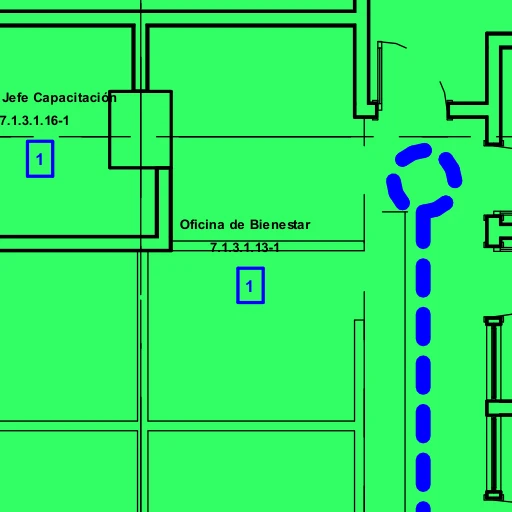 Jefe Capacitación
7.1.3.1.16-1
1
Oficina de Bienestar
7.1.3.1.13-1
1